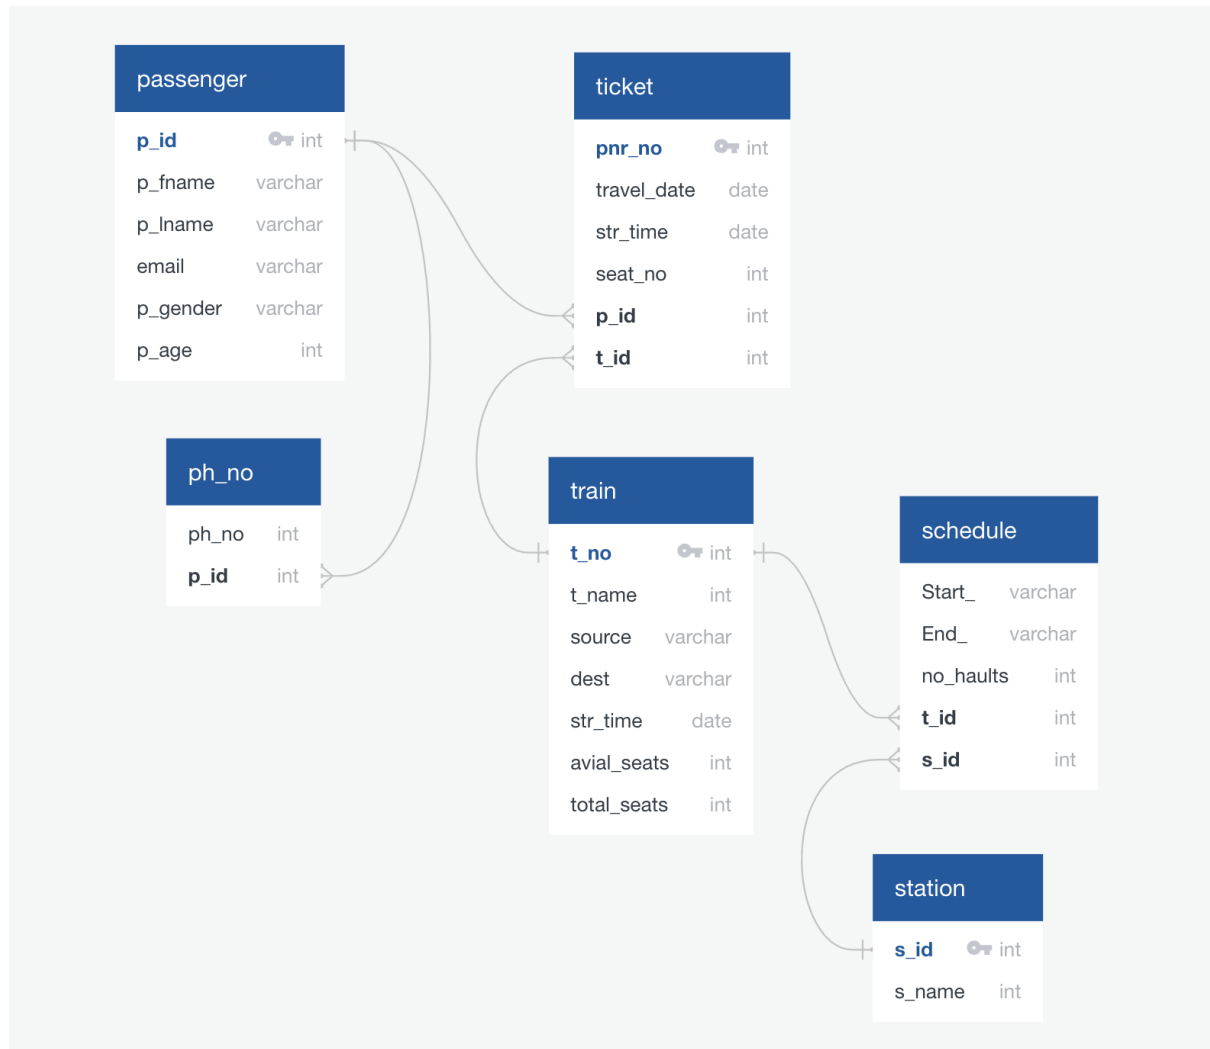 passenger
p_id int
p_fname varchar
p_lname varchar
email varchar
p_gender varchar
p_age int
ticket
pnr_no int
travel_date date
str_time date
seat_no int
p_id int
t_id int
ph_no
ph_no int
p_id int
train
t_no int
t_name int
source varchar
dest varchar
str_time date
avial_seats int
total_seats int
schedule
Start_ varchar
End_ varchar
no_haults int
t_id int
s_id int
station
s_id int
s_name int